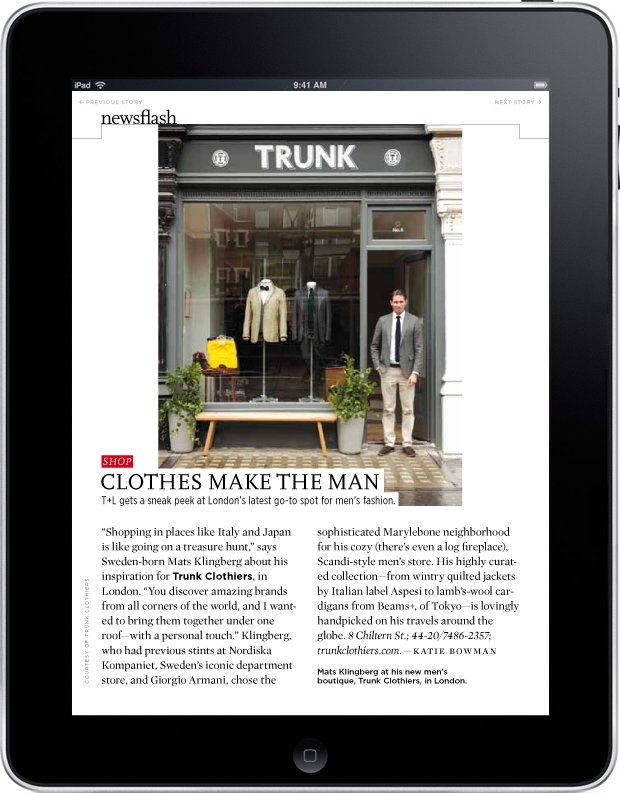 iPad 9:41 AM
← PREVIOUS STORY NEXT STORY →
newsflash
TRUNK
No.8
SHOP
CLOTHES MAKE THE MAN
T+L gets a sneak peek at London's latest go-to spot for men's fashion.
“Shopping in places like Italy and Japan
is like going on a treasure hunt,” says
Sweden-born Mats Klingberg about his
inspiration for Trunk Clothiers, in
London. “You discover amazing brands
from all corners of the world, and I want-
ed to bring them together under one
roof—with a personal touch.” Klingberg,
who had previous stints at Nordiska
Kompaniet, Sweden's iconic department
store, and Giorgio Armani, chose the
sophisticated Marylebone neighborhood
for his cozy (there's even a log fireplace),
Scandi-style men's store. His highly curat-
ed collection—from wintry quilted jackets
by Italian label Aspesi to lamb's-wool car-
digans from Beams+, of Tokyo—is lovingly
handpicked on his travels around the
globe. 8 Chiltern St.; 44-20/7486-2357;
trunkclothiers.com. —KATIE BOWMAN
Mats Klingberg at his new men's
boutique, Trunk Clothiers, in London.
COURTESY OF TRUNK CLOTHIERS